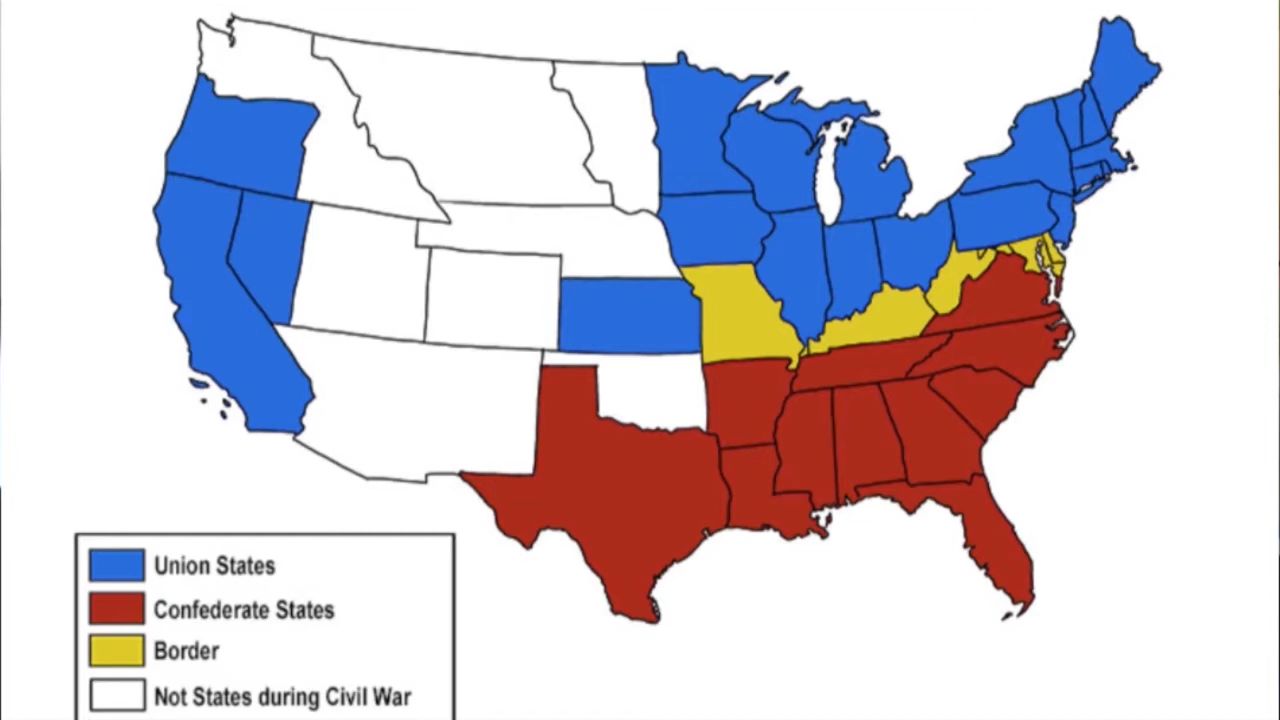 Union States
Confederate States
Border
Not States during Civil War